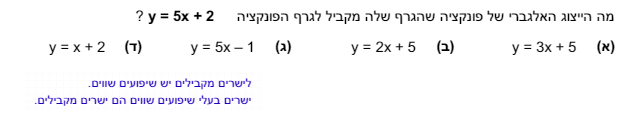 מה הייצוג האלגברי של פונקציה שהגרף שלה מקביל לגרף הפונקציה y = 5x + 2 ?
(א) y = 3x + 5 (ב) y = 2x + 5 (ג) y = 5x – 1 (ד) y = x + 2
לישרים מקבילים יש שיפועים שווים.
ישרים בעלי שיפועים שווים הם ישרים מקבילים.